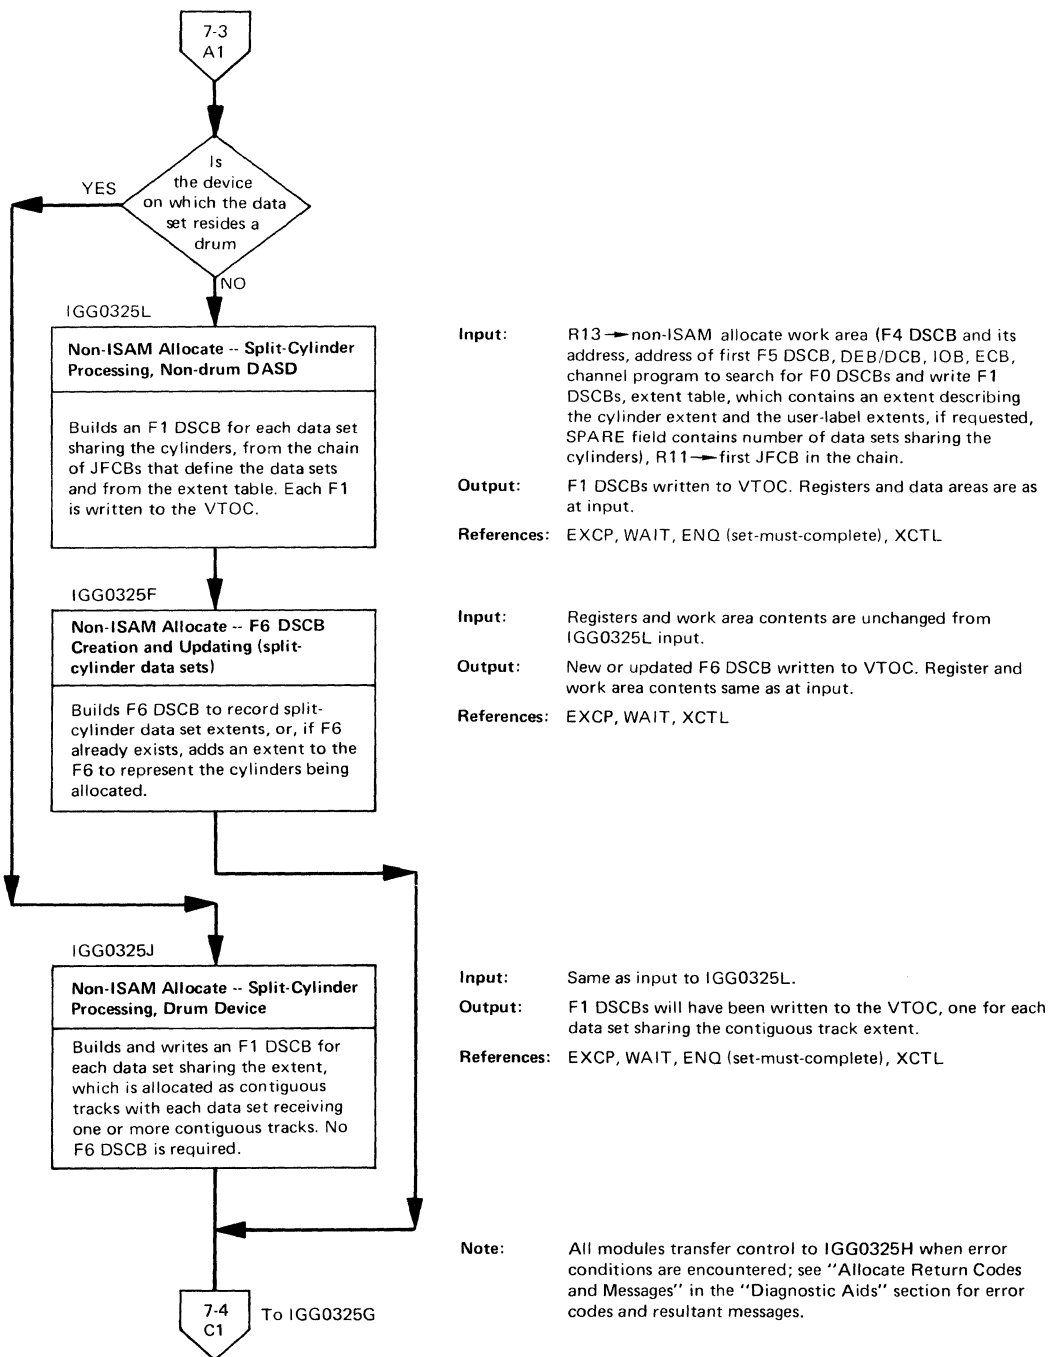 7-3
A1
Is
the device
on which the data
set resides a
drum
YES
NO
IGG0325L
Non-ISAM Allocate -- Split-Cylinder
Processing, Non-drum DASD
Builds an F1 DSCB for each data set
sharing the cylinders, from the chain
of JFCBs that define the data sets
and from the extent table. Each F1
is written to the VTOC.
Input: R13→non-ISAM allocate work area (F4 DSCB and its
address, address of first F5 DSCB, DEB/DCB, IOB, ECB,
channel program to search for F0 DSCBs and write F1
DSCBs, extent table, which contains an extent describing
the cylinder extent and the user-label extents, if requested,
SPARE field contains number of data sets sharing the
cylinders), R11→first JFCB in the chain.
Output: F1 DSCBs written to VTOC. Registers and data areas are as
at input.
References: EXCP, WAIT, ENQ (set-must-complete), XCTL
IGG0325F
Non-ISAM Allocate -- F6 DSCB
Creation and Updating (split-
cylinder data sets)
Builds F6 DSCB to record split-
cylinder data set extents, or, if F6
already exists, adds an extent to the
F6 to represent the cylinders being
allocated.
Input: Registers and work area contents are unchanged from
IGG0325L input.
Output: New or updated F6 DSCB written to VTOC. Register and
work area contents same as at input.
References: EXCP, WAIT, XCTL
IGG0325J
Non-ISAM Allocate -- Split-Cylinder
Processing, Drum Device
Builds and writes an F1 DSCB for
each data set sharing the extent,
which is allocated as contiguous
tracks with each data set receiving
one or more contiguous tracks. No
F6 DSCB is required.
Input: Same as input to IGG0325L.
Output: F1 DSCBs will have been written to the VTOC, one for each
data set sharing the contiguous track extent.
References: EXCP, WAIT, ENQ (set-must-complete), XCTL
Note: All modules transfer control to IGG0325H when error
conditions are encountered; see "Allocate Return Codes
and Messages" in the "Diagnostic Aids" section for error
codes and resultant messages.
7-4
C1
To IGG0325G